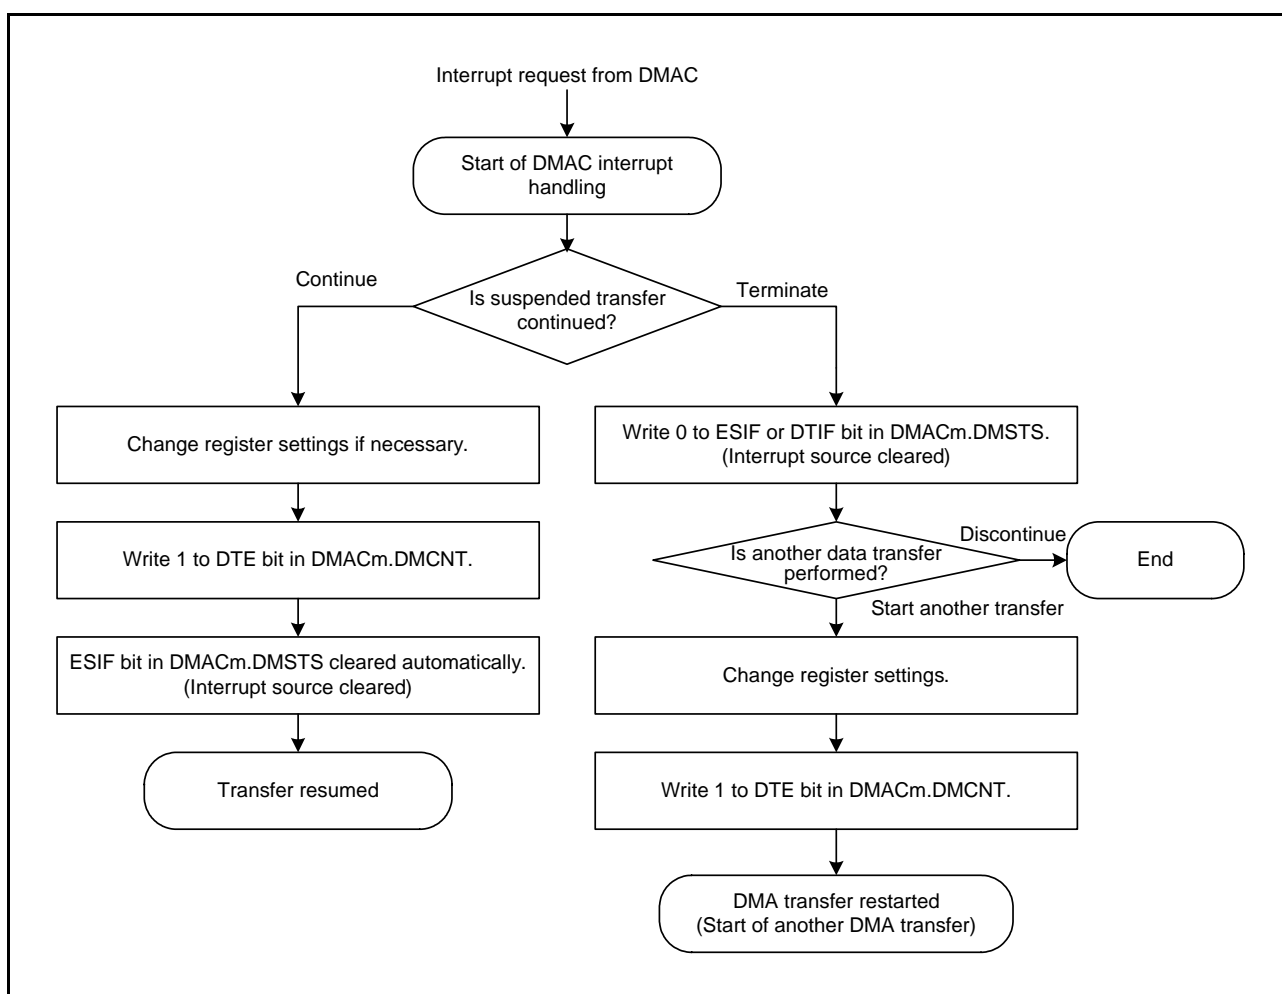 Interrupt request from DMAC
Start of DMAC interrupt
handling
Is suspended transfer
continued?
Continue
Terminate
Change register settings if necessary.
Write 1 to DTE bit in DMACm.DMCNT.
ESIF bit in DMACm.DMSTS cleared automatically.
(Interrupt source cleared)
Transfer resumed
Write 0 to ESIF or DTIF bit in DMACm.DMSTS.
(Interrupt source cleared)
Is another data transfer
performed?
Discontinue
End
Start another transfer
Change register settings.
Write 1 to DTE bit in DMACm.DMCNT.
DMA transfer restarted
(Start of another DMA transfer)